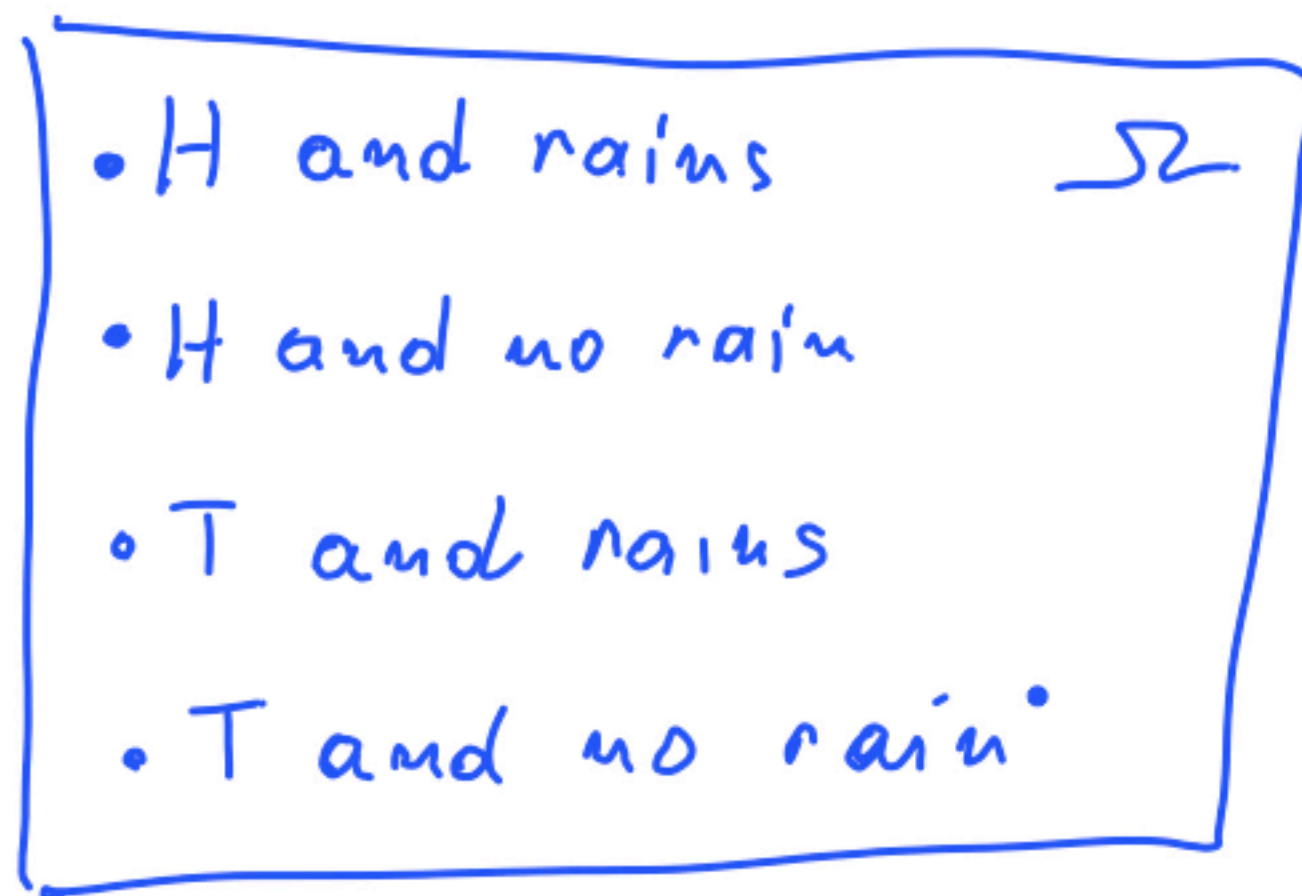 • H and rains Ω
• H and no rain
• T and rains
• T and no rain